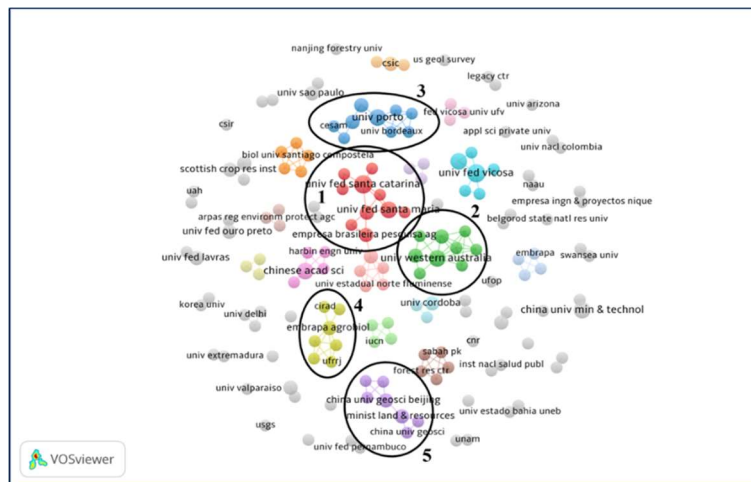 nanjing forestry univ
csic
us geol survey
legacy ctr
univ sao paulo
3
fed vicosa univ ufv
univ arizona
univ porto
cesam
csir
univ bordeaux
appl sci private univ
univ nacl colombia
biol univ santiago compostela
scottish crop res inst
univ fed santa catarina
univ fed vicosa
naau
uah
1
empresa ingn & proyectos nique
univ fed santa maria
2
arpas reg environm protect agc
belgorod state natl res univ
univ fed ouro preto
empresa brasileira pesquisa ag
harbin engn univ
univ fed lavras
univ western australia
embrapa
swansea univ
chinese acad sci
univ estadual norte fluminense
ufop
korea univ
cirad
4
univ cordoba
china univ min & technol
univ delhi
embrapa agrobiol
iucn
cnr
sabah pk
univ extremadura
ufrrj
forest res ctr
inst nacl salud publ
univ valparaiso
china univ geosci beijing
minist land & resources
univ estado bahia uneb
usgs
china univ geosci
unam
univ fed pernambuco
5
VOSviewer